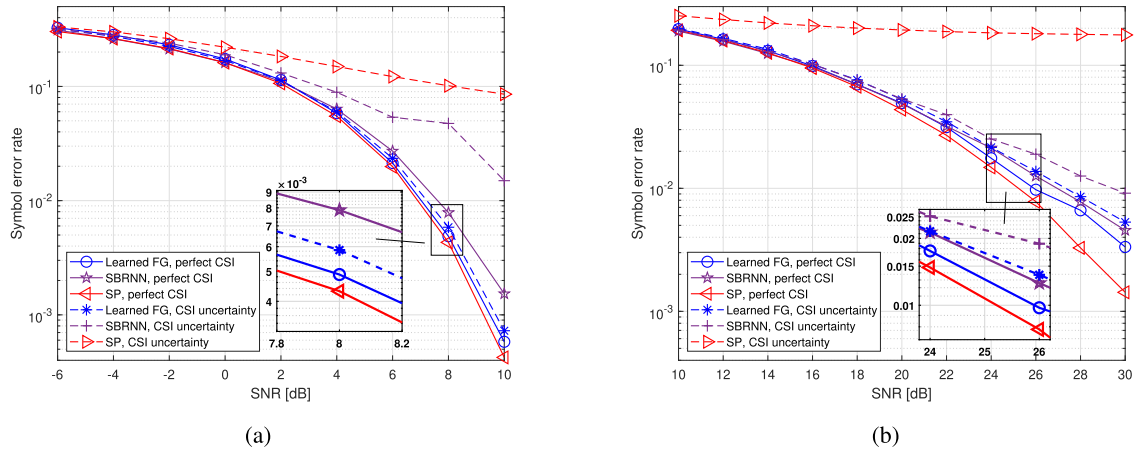 10^-1
10^-2
10^-3
Symbol error rate
× 10^-3
9
8
7
6
5
4
7.8 8 8.2
Learned FG, perfect CSI
SBRNN, perfect CSI
SP, perfect CSI
Learned FG, CSI uncertainty
SBRNN, CSI uncertainty
SP, CSI uncertainty
-6 -4 -2 0 2 4 6 8 10
SNR [dB]
(a)
10^-1
10^-2
10^-3
Symbol error rate
0.025
0.02
0.015
0.01
24 25 26
Learned FG, perfect CSI
SBRNN, perfect CSI
SP, perfect CSI
Learned FG, CSI uncertainty
SBRNN, CSI uncertainty
SP, CSI uncertainty
10 12 14 16 18 20 22 24 26 28 30
SNR [dB]
(b)